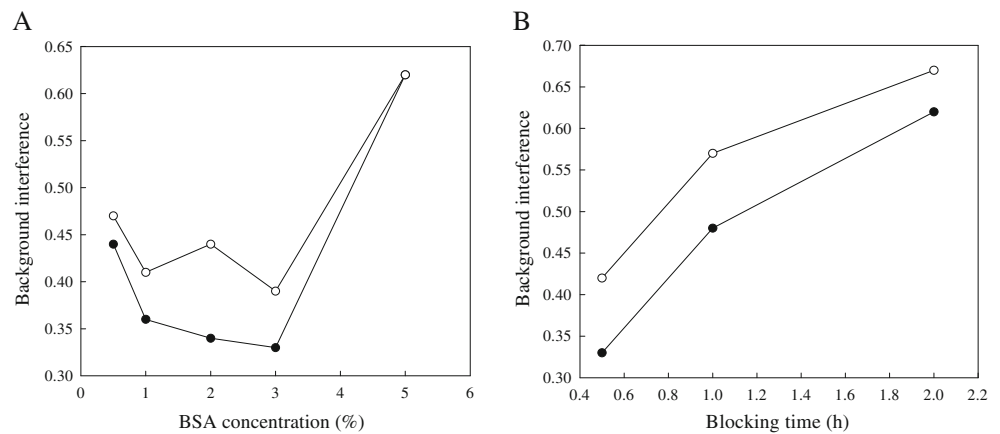 A
Background interference
0.65
0.60
0.55
0.50
0.45
0.40
0.35
0.30
0 1 2 3 4 5 6
BSA concentration (%)
B
Background interference
0.70
0.65
0.60
0.55
0.50
0.45
0.40
0.35
0.30
0.4 0.6 0.8 1.0 1.2 1.4 1.6 1.8 2.0 2.2
Blocking time (h)